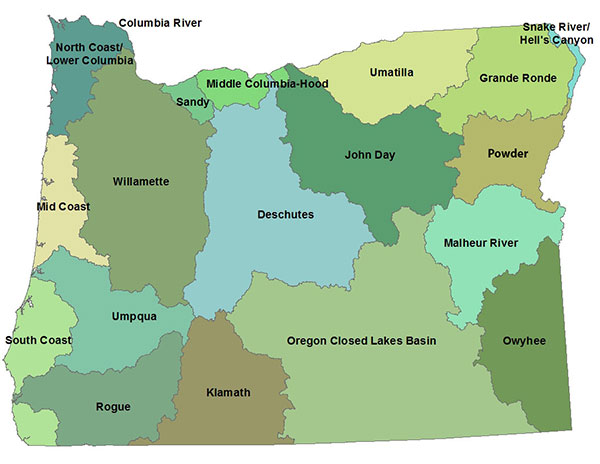 Columbia River
Snake River/
Hell's Canyon
North Coast/
Lower Columbia
Umatilla
Grande Ronde
Middle Columbia-Hood
Sandy
John Day
Powder
Willamette
Mid Coast
Deschutes
Malheur River
Umpqua
South Coast
Oregon Closed Lakes Basin
Owyhee
Klamath
Rogue